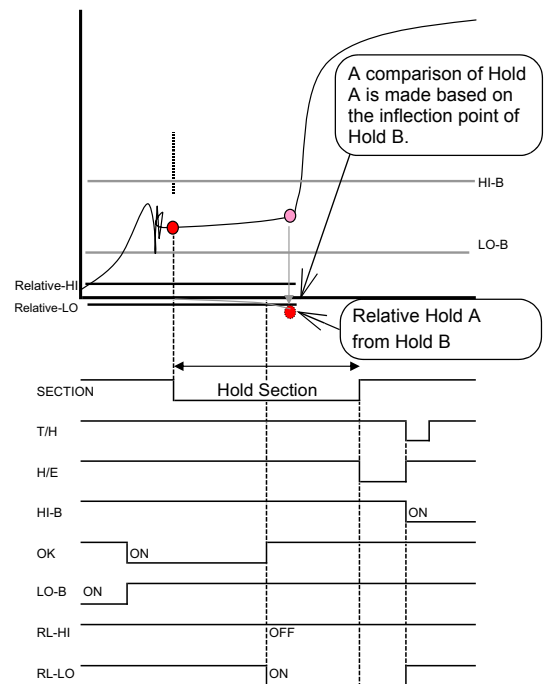 A comparison of Hold
A is made based on
the inflection point of
Hold B.
HI-B
LO-B
Relative-HI
Relative-LO
Relative Hold A
from Hold B
SECTION
Hold Section
T/H
H/E
HI-B
ON
OK
ON
LO-B ON
RL-HI
OFF
RL-LO
ON